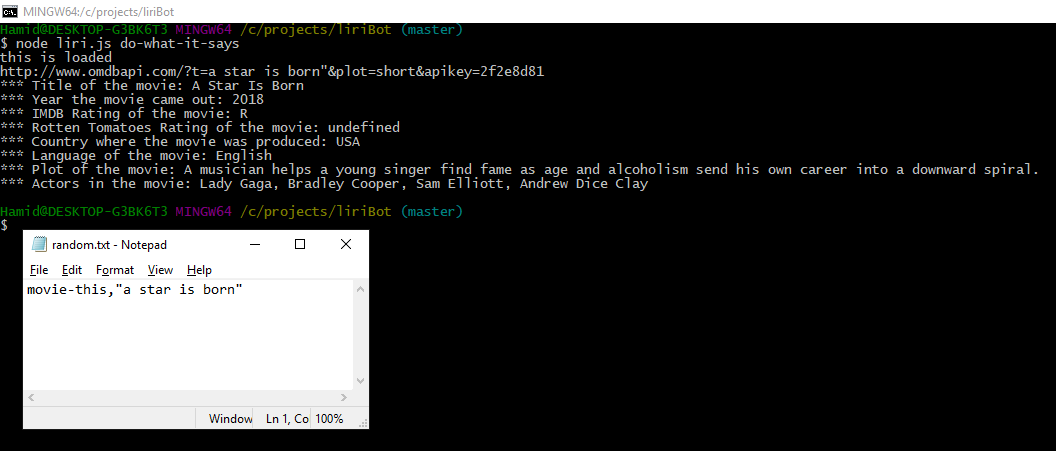 MINGW64:/c/projects/liriBot
Hamid@DESKTOP-G3BK6T3 MINGW64 /c/projects/liriBot (master)
$ node liri.js do-what-it-says
this is loaded
http://www.omdbapi.com/?t=a star is born"&plot=short&apikey=2f2e8d81
*** Title of the movie: A Star Is Born
*** Year the movie came out: 2018
*** IMDB Rating of the movie: R
*** Rotten Tomatoes Rating of the movie: undefined
*** Country where the movie was produced: USA
*** Language of the movie: English
*** Plot of the movie: A musician helps a young singer find fame as age and alcoholism send his own career into a downward spiral.
*** Actors in the movie: Lady Gaga, Bradley Cooper, Sam Elliott, Andrew Dice Clay
Hamid@DESKTOP-G3BK6T3 MINGW64 /c/projects/liriBot (master)
$
random.txt - Notepad
File Edit Format View Help
movie-this,"a star is born"
Window Ln 1, Co 100%